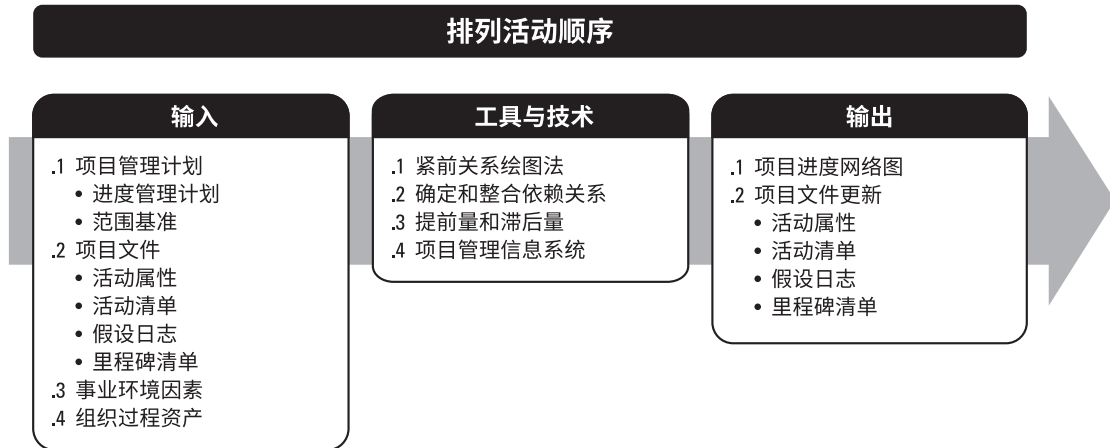 排列活动顺序
输入
.1 项目管理计划
• 进度管理计划
• 范围基准
.2 项目文件
• 活动属性
• 活动清单
• 假设日志
• 里程碑清单
.3 事业环境因素
.4 组织过程资产
工具与技术
.1 紧前关系绘图法
.2 确定和整合依赖关系
.3 提前量和滞后量
.4 项目管理信息系统
输出
.1 项目进度网络图
.2 项目文件更新
• 活动属性
• 活动清单
• 假设日志
• 里程碑清单